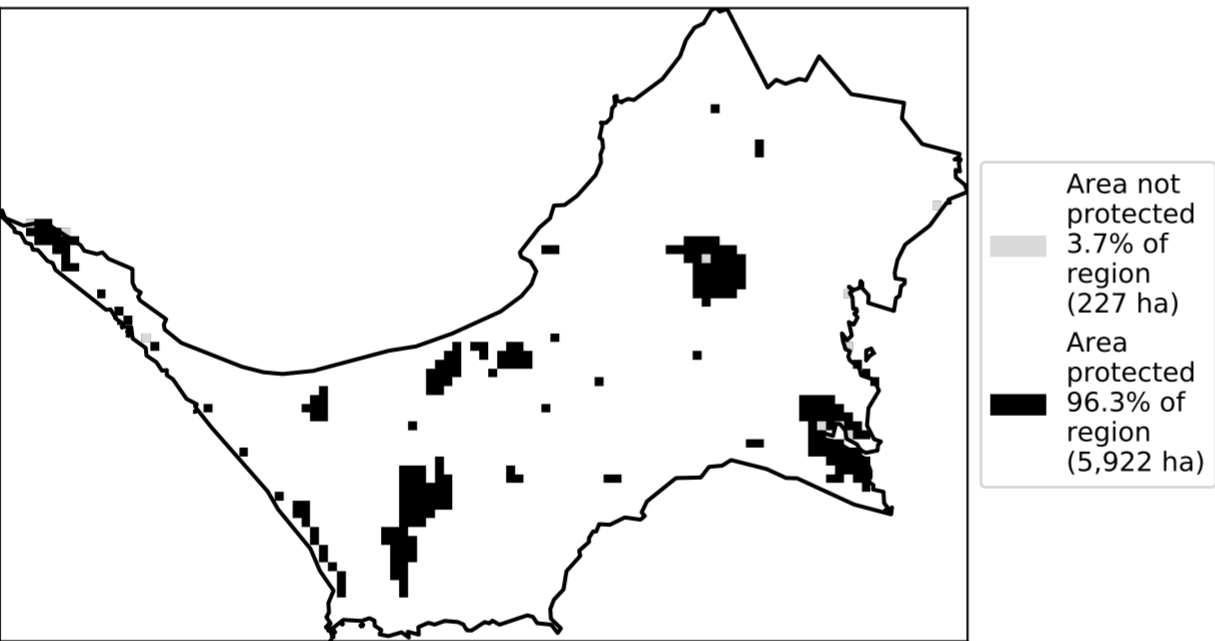 Area not
protected
3.7% of
region
(227 ha)
Area
protected
96.3% of
region
(5,922 ha)